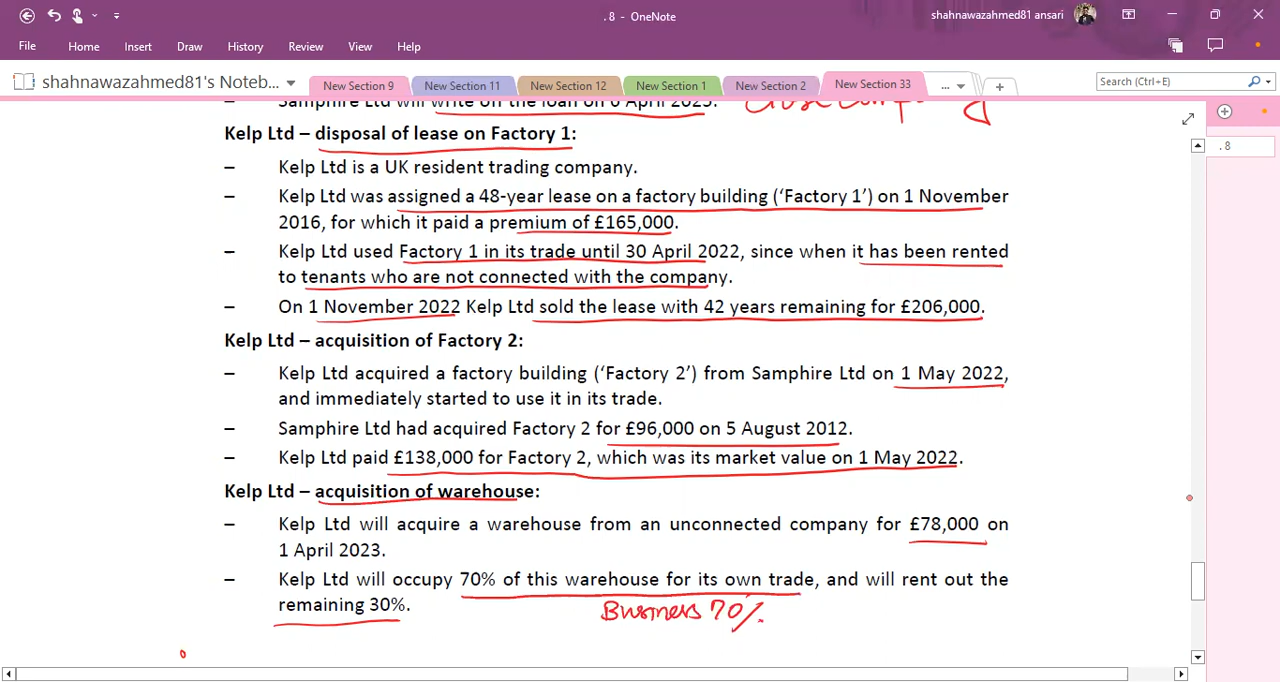 . 8 - OneNote
shahnawazahmed81 ansari
File Home Insert Draw History Review View Help
shahnawazahmed81's Noteb...
New Section 9 New Section 11 New Section 12 New Section 1 New Section 2 New Section 33 ...
Search (Ctrl+E)
. 8
Samphire Ltd will write off the loan on 6 April 2023.
Kelp Ltd – disposal of lease on Factory 1:
– Kelp Ltd is a UK resident trading company.
– Kelp Ltd was assigned a 48-year lease on a factory building ('Factory 1') on 1 November
2016, for which it paid a premium of £165,000.
– Kelp Ltd used Factory 1 in its trade until 30 April 2022, since when it has been rented
to tenants who are not connected with the company.
– On 1 November 2022 Kelp Ltd sold the lease with 42 years remaining for £206,000.
Kelp Ltd – acquisition of Factory 2:
– Kelp Ltd acquired a factory building ('Factory 2') from Samphire Ltd on 1 May 2022,
and immediately started to use it in its trade.
– Samphire Ltd had acquired Factory 2 for £96,000 on 5 August 2012.
– Kelp Ltd paid £138,000 for Factory 2, which was its market value on 1 May 2022.
Kelp Ltd – acquisition of warehouse:
– Kelp Ltd will acquire a warehouse from an unconnected company for £78,000 on
1 April 2023.
– Kelp Ltd will occupy 70% of this warehouse for its own trade, and will rent out the
remaining 30%.
Business 70%